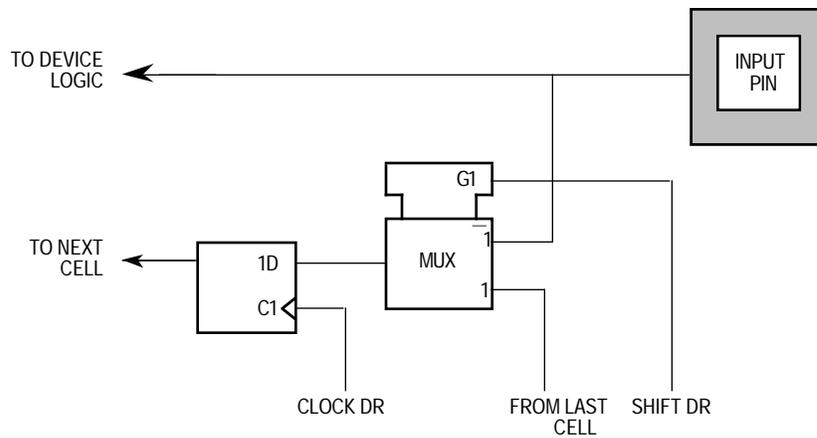 TO DEVICE
LOGIC
INPUT
PIN
G1
1
TO NEXT
CELL
1D
MUX
1
C1
CLOCK DR
FROM LAST
CELL
SHIFT DR